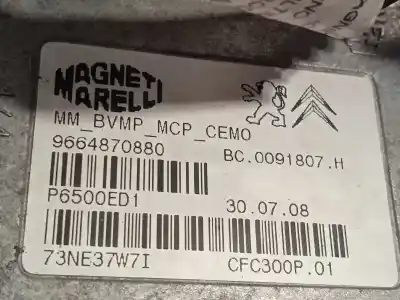 MAGNETI
MARELLI
MM_BVMP_MCP_CEMO
9664870880
BC.0091807.H
P6500ED1
30.07.08
73NE37W7I
CFC300P.01